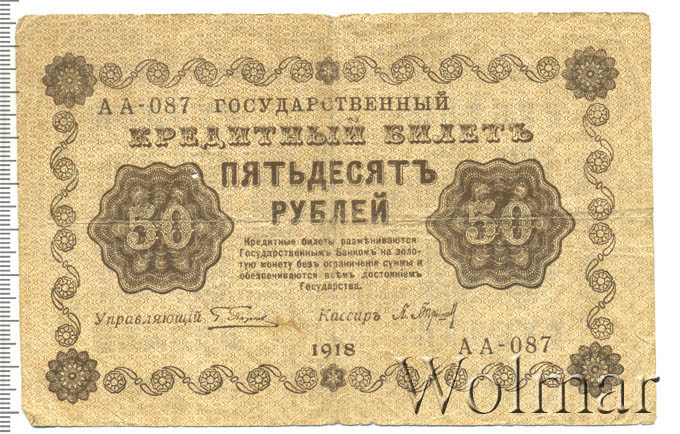 АА-087 ГОСУДАРСТВЕННЫЙ
КРЕДИТНЫЙ БИЛЕТЪ
50 ПЯТЬДЕСЯТЪ 50
РУБЛЕЙ
Кредитные билеты размѣниваются
Государственнымъ Банкомъ на золо-
тую монету безъ ограниченія суммы и
обезпечиваются всѣмъ достояніемъ
Государства.
Управляющій Кассиръ
1918 АА-087
Wolmar